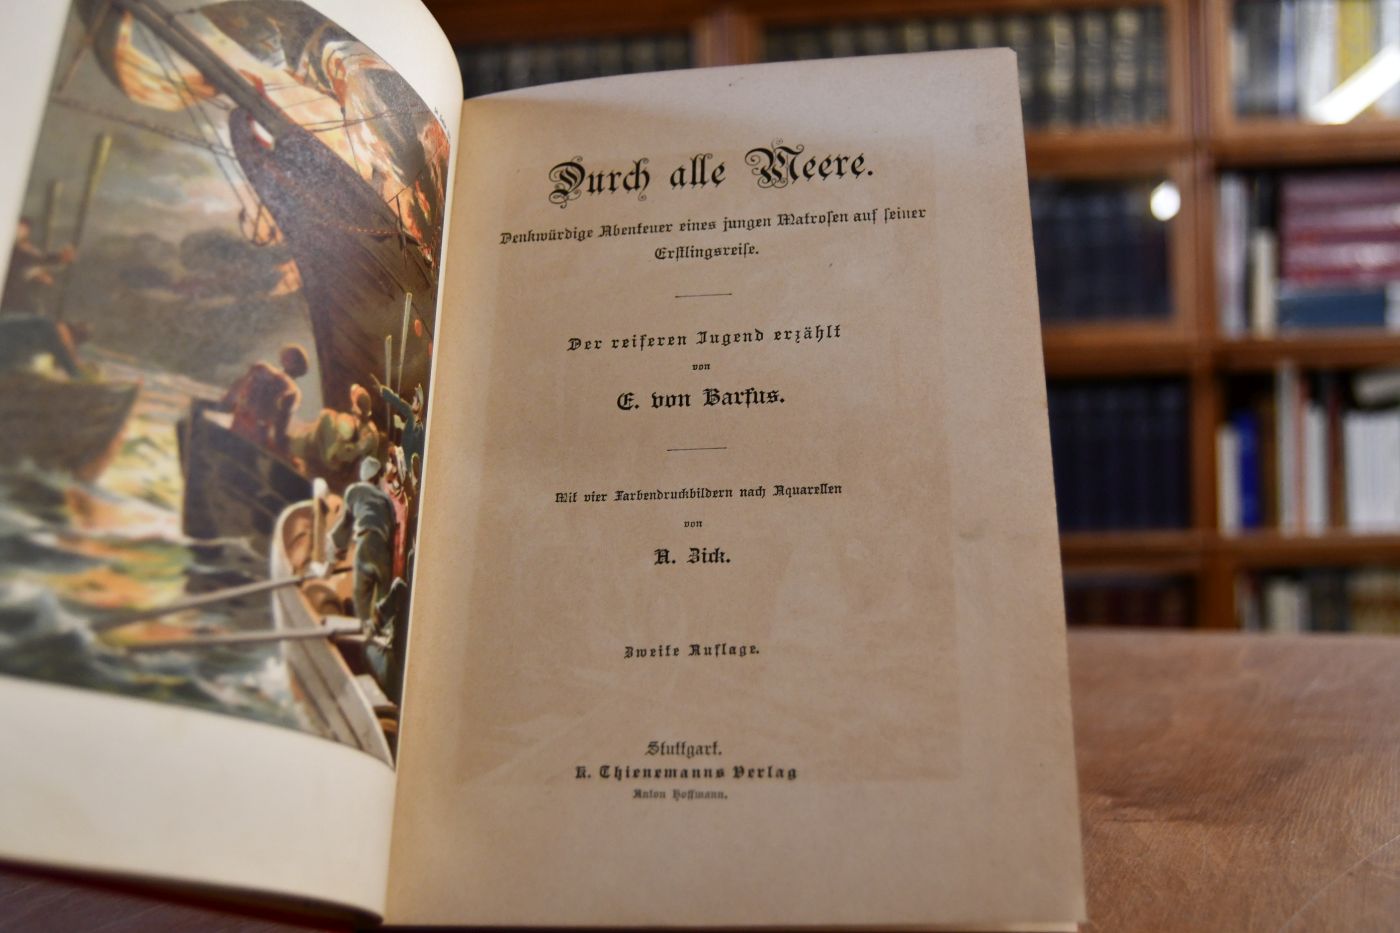 Durch alle Meere.
Denkwürdige Abenteuer eines jungen Matroſen auf ſeiner
Erſtlingsreiſe.
Der reiferen Jugend erzählt
von
E. von Barfus.
Mit vier Farbendruckbildern nach Aquarellen
von
A. Zick.
Zweite Auflage.
Stuttgart.
K. Thienemanns Verlag
Anton Hoffmann.